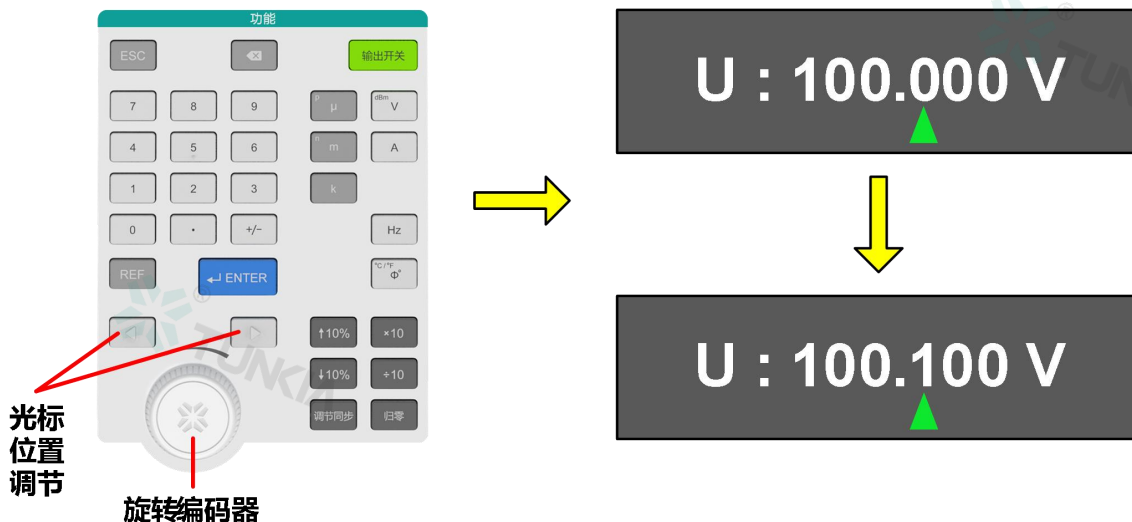 功能
ESC
输出开关
7 8 9 p µ dBm V
4 5 6 n m A
1 2 3 k
0 · +/- Hz
REF ↵ ENTER °C/°F Φ°
↑10% ×10
↓10% ÷10
调节同步 归零
光标
位置
调节
旋转编码器
U : 100.000 V
U : 100.100 V
TUNKIA
®
®
TUN